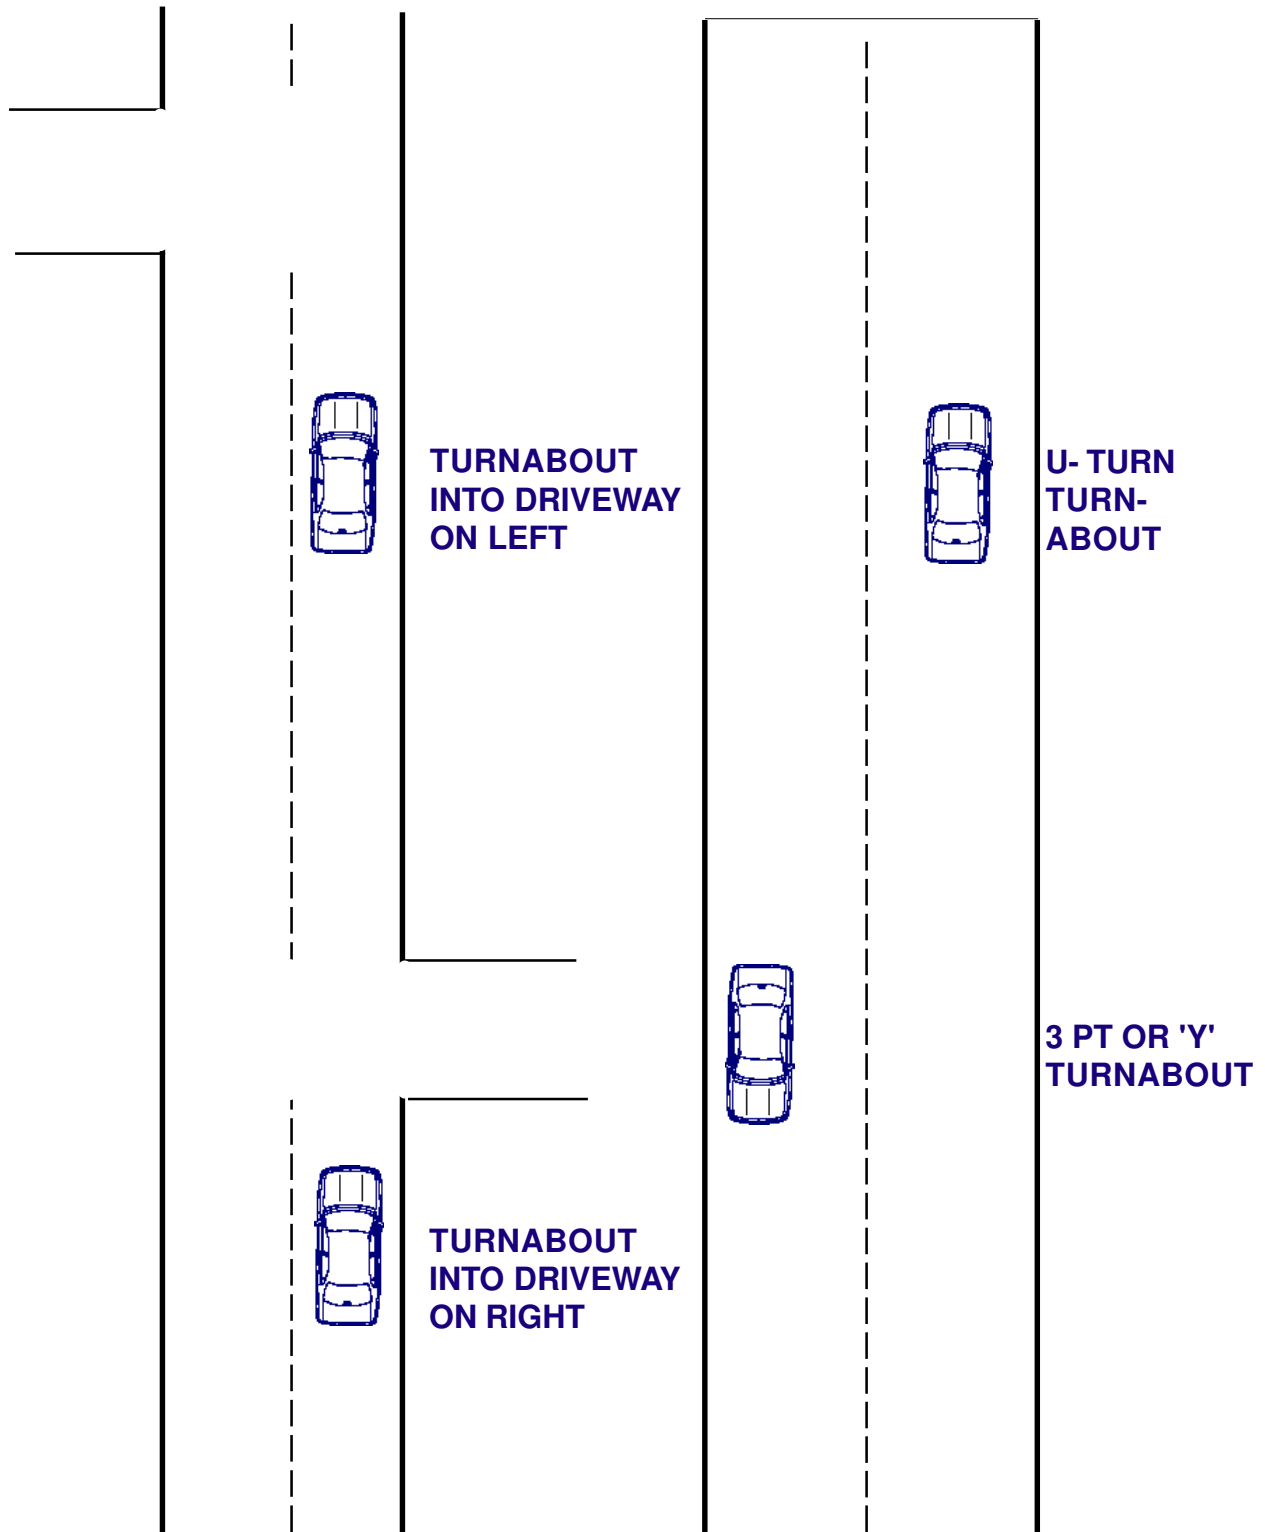 TURNABOUT
INTO DRIVEWAY
ON LEFT
U- TURN
TURN-
ABOUT
3 PT OR 'Y'
TURNABOUT
TURNABOUT
INTO DRIVEWAY
ON RIGHT